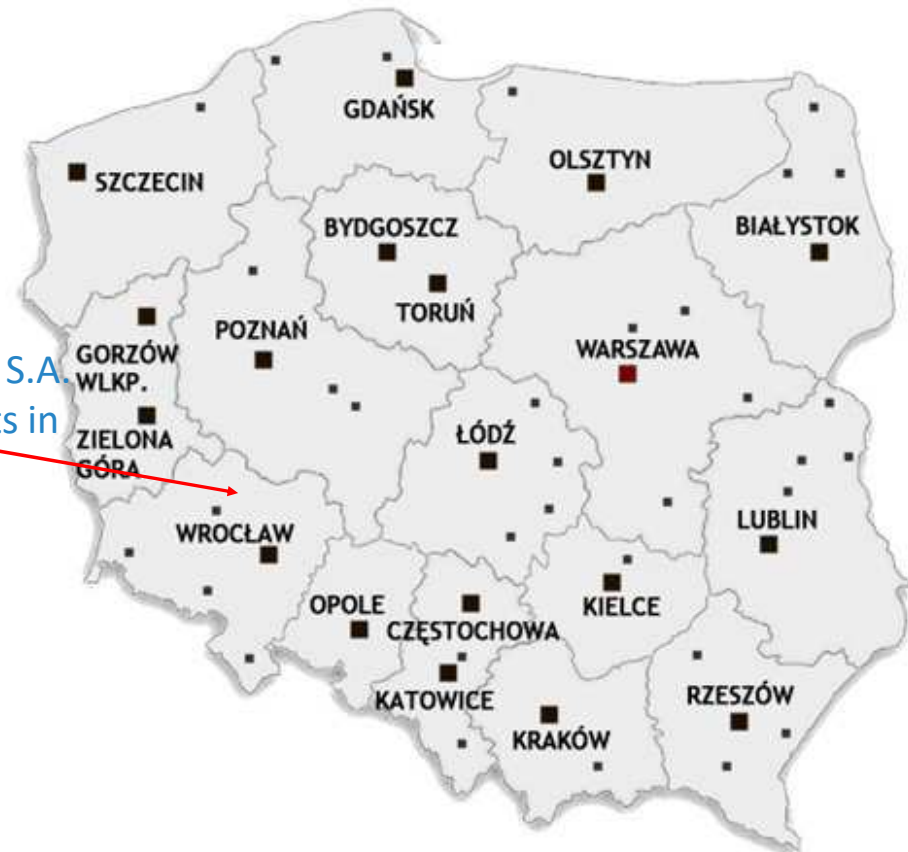 GDAŃSK
SZCZECIN
OLSZTYN
BYDGOSZCZ
BIAŁYSTOK
TORUŃ
POZNAŃ
WARSZAWA
S.A.
GORZÓW
WLKP.
ts in
ZIELONA
GÓRA
ŁÓDŹ
WROCŁAW
LUBLIN
OPOLE
KIELCE
CZĘSTOCHOWA
KATOWICE
RZESZÓW
KRAKÓW